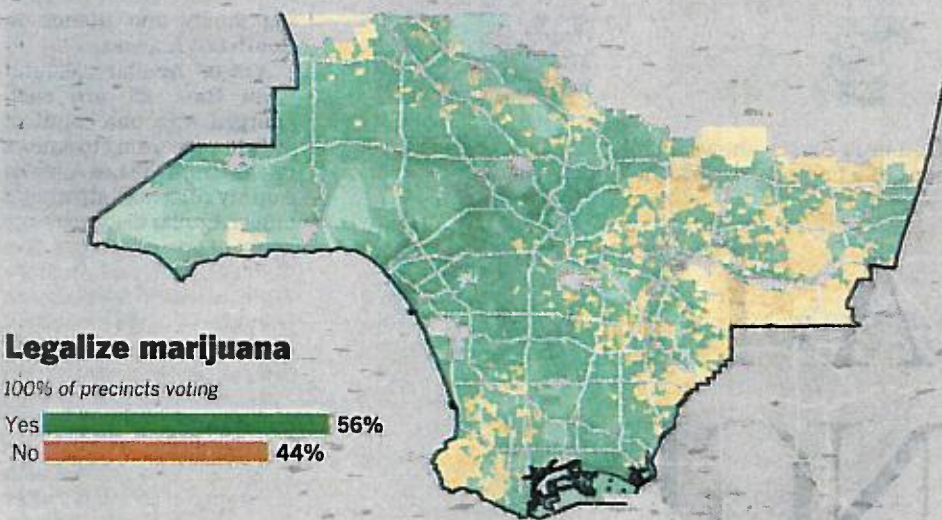 Legalize marijuana
100% of precincts voting
Yes 56%
No 44%